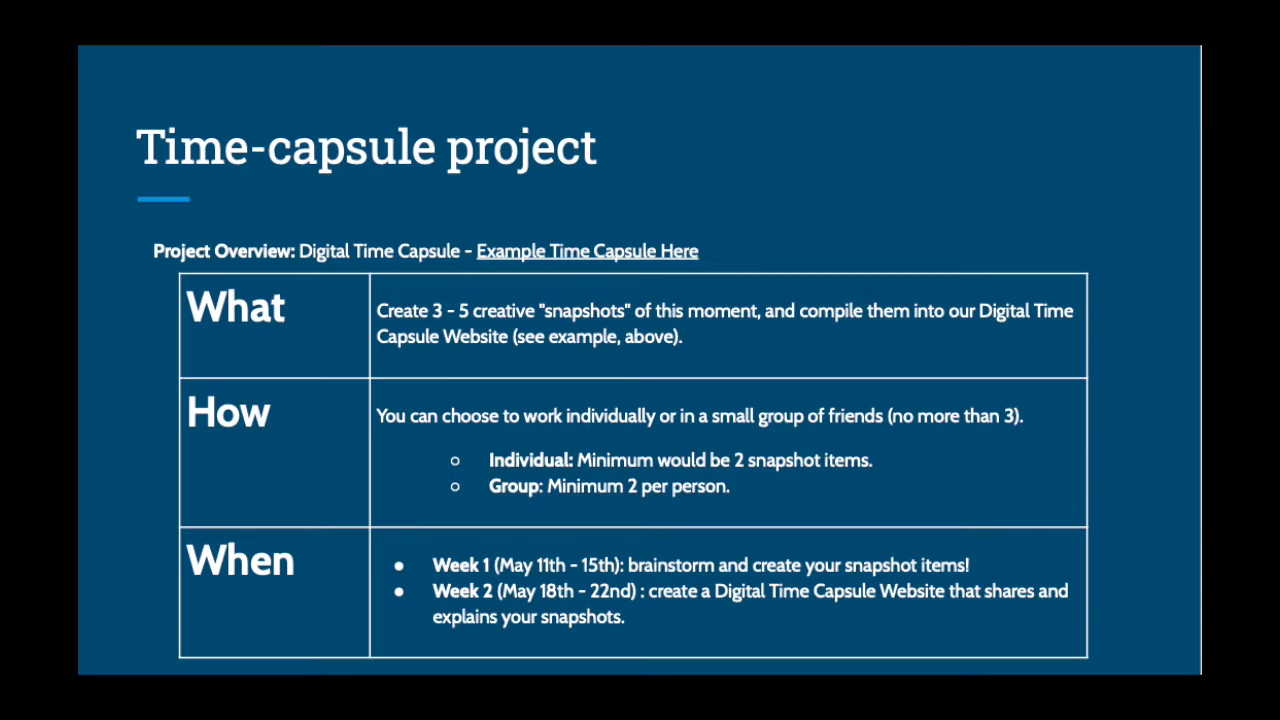 Time-capsule project
Project Overview: Digital Time Capsule - Example Time Capsule Here
What
Create 3 - 5 creative "snapshots" of this moment, and compile them into our Digital Time
Capsule Website (see example, above).
How
You can choose to work individually or in a small group of friends (no more than 3).
○ Individual: Minimum would be 2 snapshot items.
○ Group: Minimum 2 per person.
When
● Week 1 (May 11th - 15th): brainstorm and create your snapshot items!
● Week 2 (May 18th - 22nd) : create a Digital Time Capsule Website that shares and
explains your snapshots.